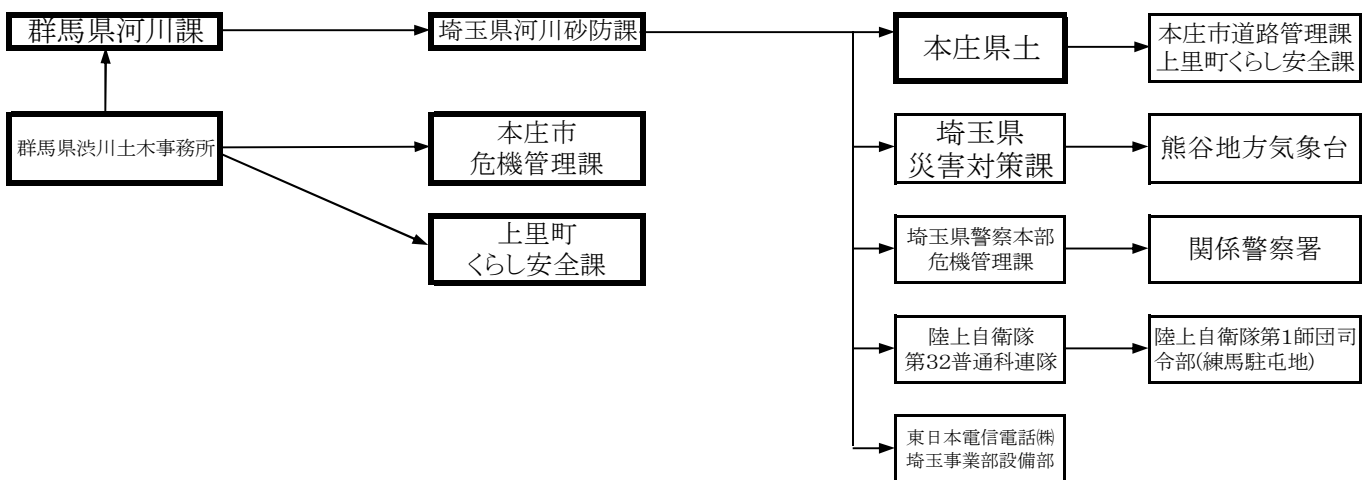 群馬県河川課
埼玉県河川砂防課
本庄県土
本庄市道路管理課
上里町くらし安全課
群馬県渋川土木事務所
本庄市
危機管理課
埼玉県
災害対策課
熊谷地方気象台
上里町
くらし安全課
埼玉県警察本部
危機管理課
関係警察署
陸上自衛隊
第32普通科連隊
陸上自衛隊第1師団司
令部(練馬駐屯地)
東日本電信電話㈱
埼玉事業部設備部